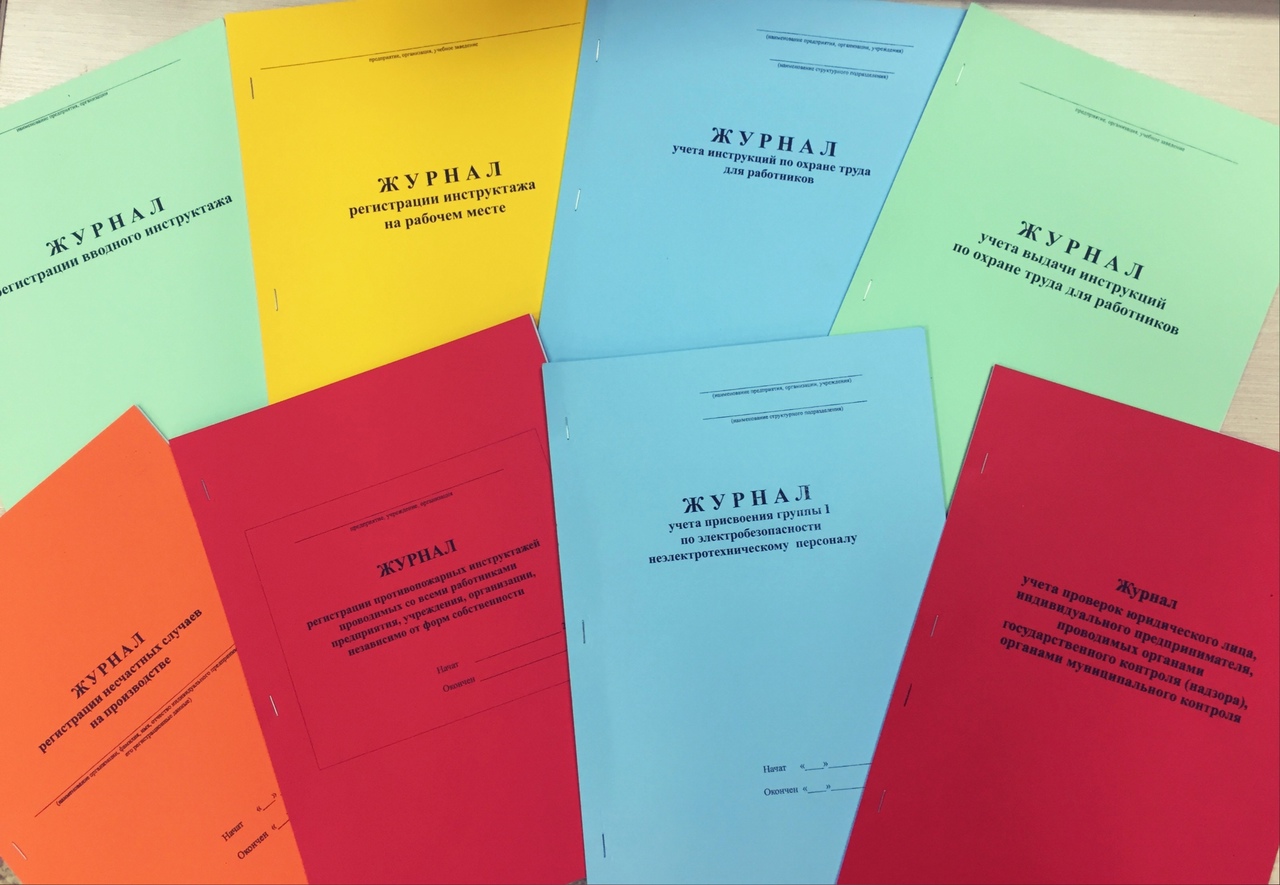 наименование предприятия, организации
ЖУРНАЛ
регистрации вводного инструктажа
предприятие, организация, учебное заведение
ЖУРНАЛ
регистрации инструктажа
на рабочем месте
(наименование предприятия, организации, учреждения)
(наименование структурного подразделения)
ЖУРНАЛ
учета инструкций по охране труда
для работников
предприятие, организация, учебное заведение
ЖУРНАЛ
учета выдачи инструкций
по охране труда для работников
ЖУРНАЛ
регистрации несчастных случаев
на производстве
(наименование организации, фамилия, имя, отчество индивидуального
его регистрационные данные)
Начат «___»
Окончен «___»
предприятие, учреждение, организация
ЖУРНАЛ
регистрации противопожарных инструктажей
проводимых со всеми работниками
предприятия, учреждения, организации,
независимо от форм собственности
Начат
Окончен
(наименование предприятия, организации, учреждения)
(наименование структурного подразделения)
ЖУРНАЛ
учета присвоения группы I
по электробезопасности
неэлектротехническому персоналу
Начат «___»
Окончен «___»
Журнал
учета проверок юридического лица,
индивидуального предпринимателя,
проводимых органами
государственного контроля (надзора),
органами муниципального контроля